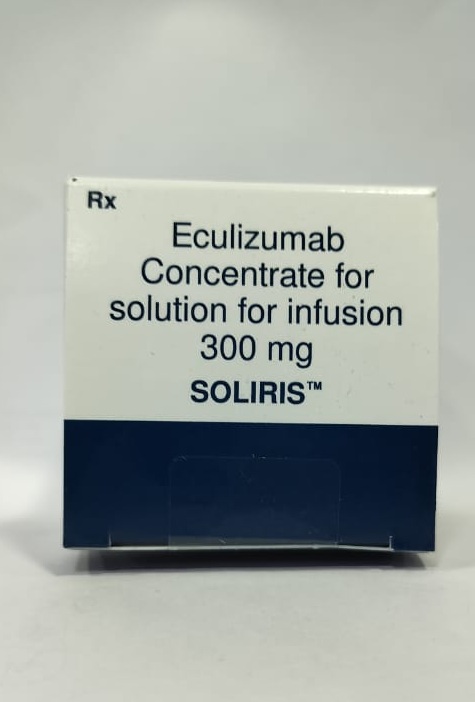 Rx
Eculizumab
Concentrate for
solution for infusion
300 mg
SOLIRIS™